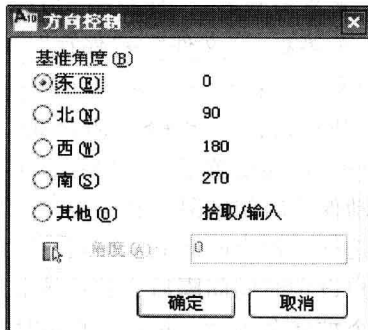 方向控制
基准角度(B)
东(E) 0
北(N) 90
西(W) 180
南(S) 270
其他(O) 拾取/输入
角度(A): 0
确定 取消